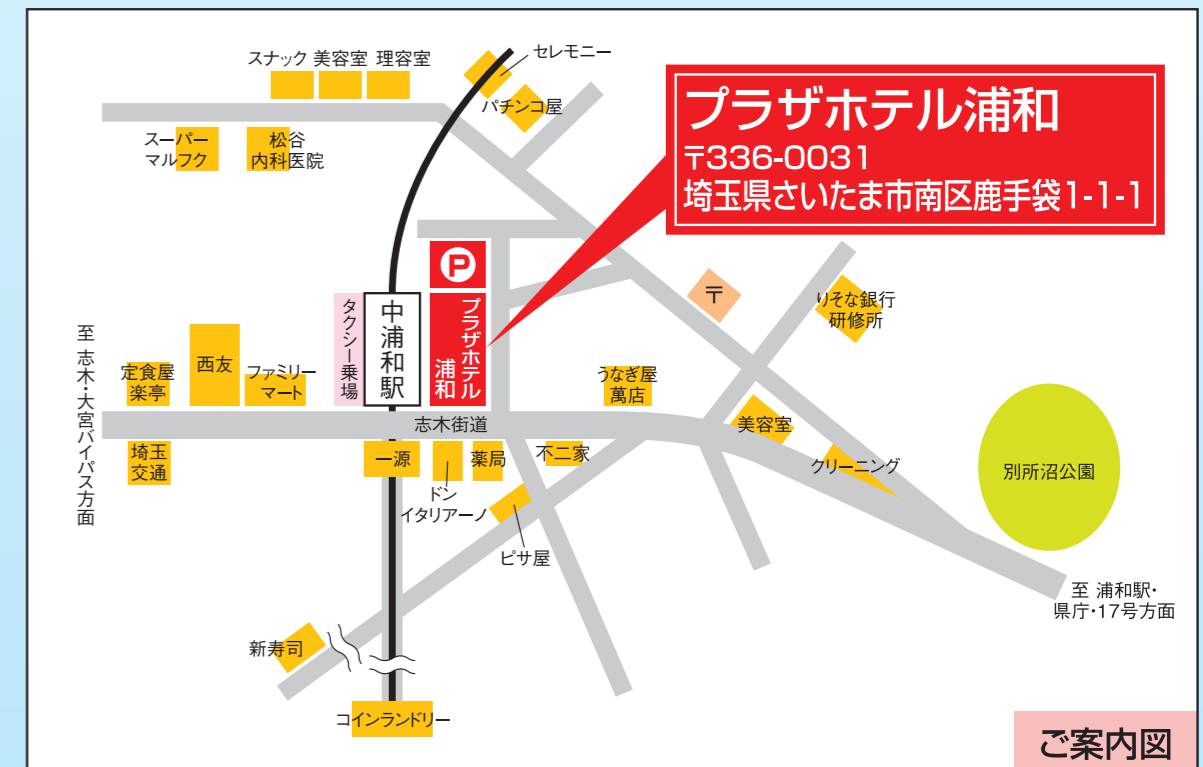 スナック 美容室 理容室
セレモニー
パチンコ屋
スーパー
マルフク
松谷
内科医院
プラザホテル浦和
〒336-0031
埼玉県さいたま市南区鹿手袋1-1-1
P
プラザホテル
浦和
中浦和駅
タクシー乗場
〒
りそな銀行
研修所
至 志木・大宮バイパス方面
定食屋
楽亭
西友
ファミリー
マート
うなぎ屋
萬店
志木街道
美容室
埼玉
交通
一源
ドン
イタリアーノ
薬局
不二家
クリーニング
別所沼公園
ピサ屋
至 浦和駅・
県庁・17号方面
新寿司
コインランドリー
ご案内図